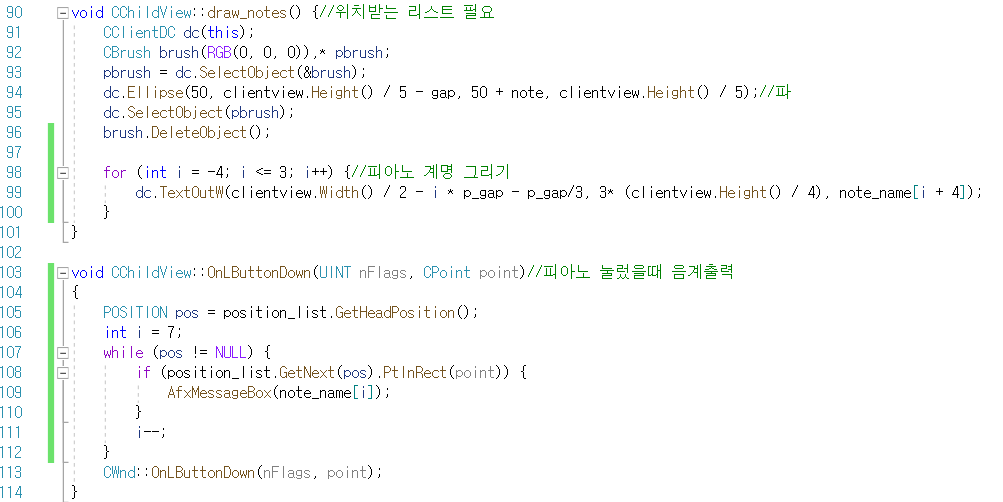 90 void CChildView::draw_notes() {//위치받는 리스트 필요
91 CClientDC dc(this);
92 CBrush brush(RGB(0, 0, 0)),* pbrush;
93 pbrush = dc.SelectObject(&brush);
94 dc.Ellipse(50, clientview.Height() / 5 - gap, 50 + note, clientview.Height() / 5);//파
95 dc.SelectObject(pbrush);
96 brush.DeleteObject();
97
98 for (int i = -4; i <= 3; i++) {//피아노 계명 그리기
99 dc.TextOutW(clientview.Width() / 2 - i * p_gap - p_gap/3, 3* (clientview.Height() / 4), note_name[i + 4]);
100 }
101 }
102
103 void CChildView::OnLButtonDown(UINT nFlags, CPoint point)//피아노 눌렀을때 음계출력
104 {
105 POSITION pos = position_list.GetHeadPosition();
106 int i = 7;
107 while (pos != NULL) {
108 if (position_list.GetNext(pos).PtInRect(point)) {
109 AfxMessageBox(note_name[i]);
110 }
111 i--;
112 }
113 CWnd::OnLButtonDown(nFlags, point);
114 }